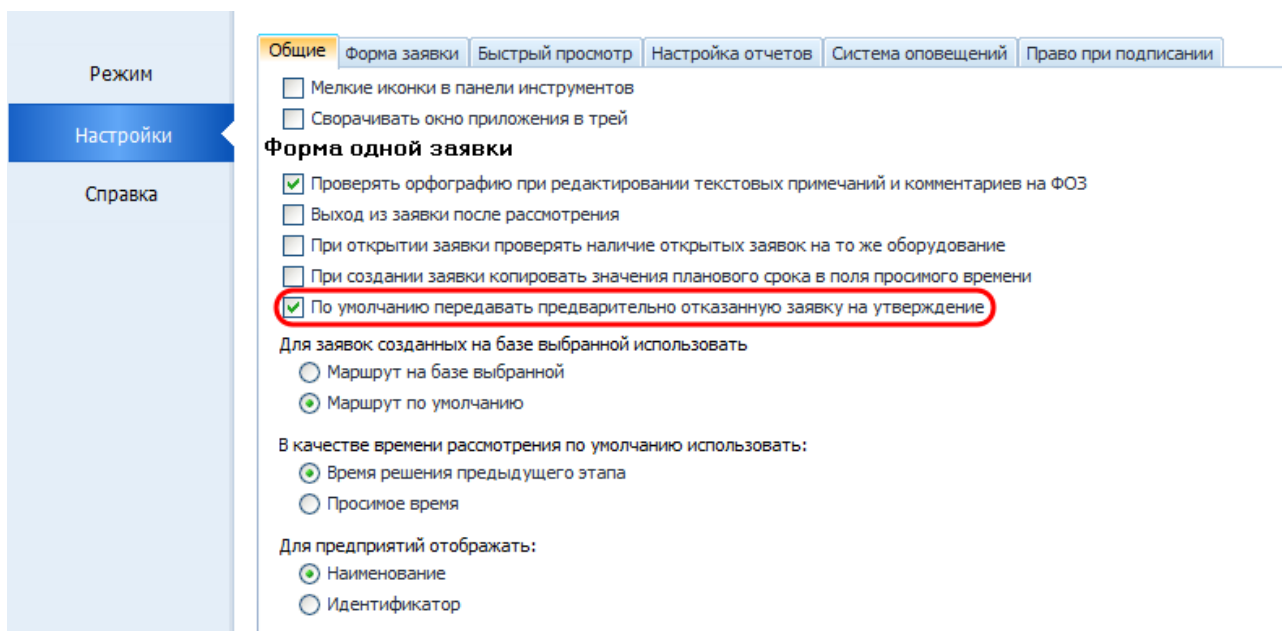 Режим
Настройки
Справка
Общие Форма заявки Быстрый просмотр Настройка отчетов Система оповещений Право при подписании
Мелкие иконки в панели инструментов
Сворачивать окно приложения в трей
Форма одной заявки
Проверять орфографию при редактировании текстовых примечаний и комментариев на ФОЗ
Выход из заявки после рассмотрения
При открытии заявки проверять наличие открытых заявок на то же оборудование
При создании заявки копировать значения планового срока в поля просимого времени
По умолчанию передавать предварительно отказанную заявку на утверждение
Для заявок созданных на базе выбранной использовать
Маршрут на базе выбранной
Маршрут по умолчанию
В качестве времени рассмотрения по умолчанию использовать:
Время решения предыдущего этапа
Просимое время
Для предприятий отображать:
Наименование
Идентификатор